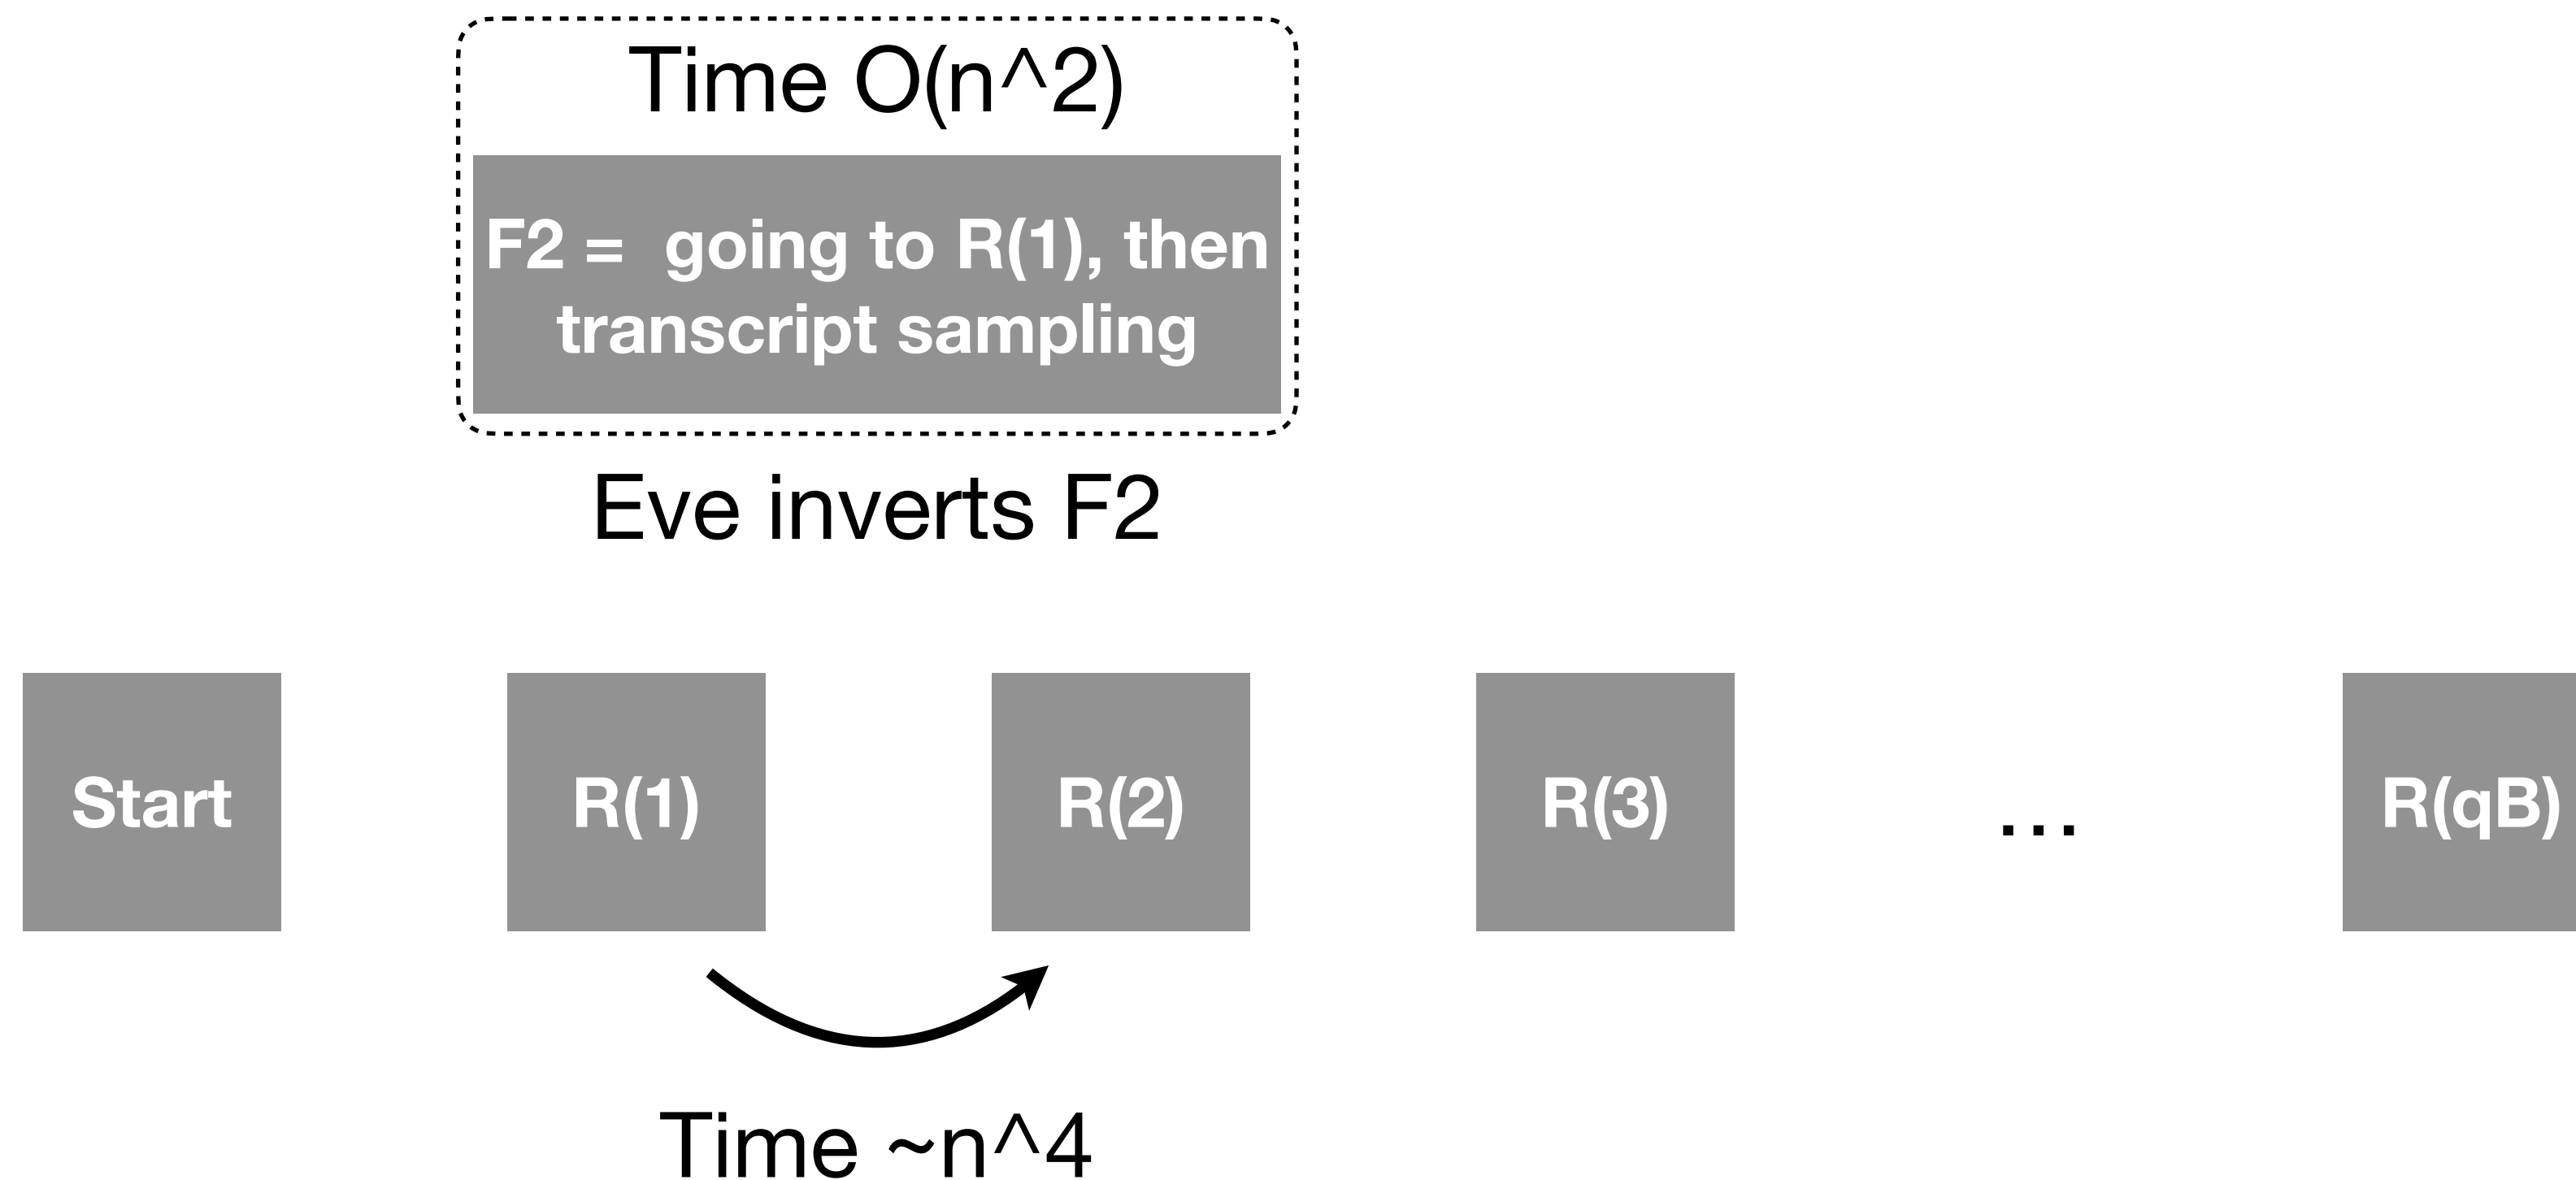 Time O(n^2)
F2 = going to R(1), then
transcript sampling
Eve inverts F2
Start
R(1)
R(2)
R(3)
...
R(qB)
Time ~n^4